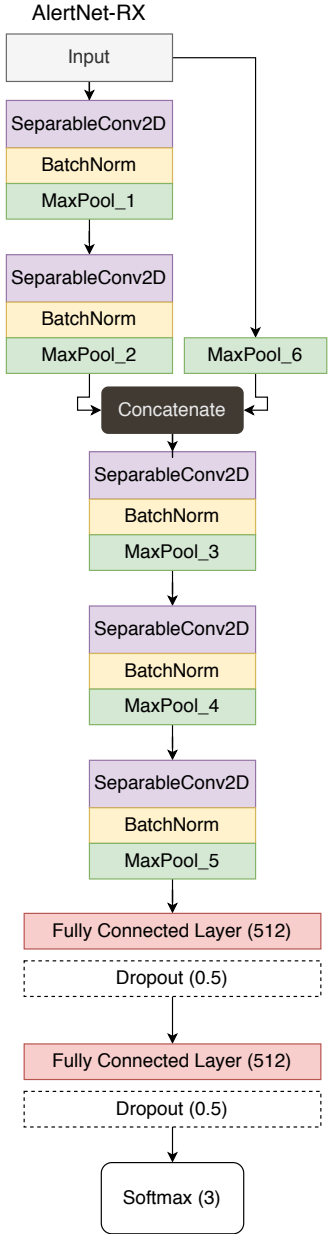 AlertNet-RX
Input
SeparableConv2D
BatchNorm
MaxPool_1
SeparableConv2D
BatchNorm
MaxPool_2
MaxPool_6
Concatenate
SeparableConv2D
BatchNorm
MaxPool_3
SeparableConv2D
BatchNorm
MaxPool_4
SeparableConv2D
BatchNorm
MaxPool_5
Fully Connected Layer (512)
Dropout (0.5)
Fully Connected Layer (512)
Dropout (0.5)
Softmax (3)